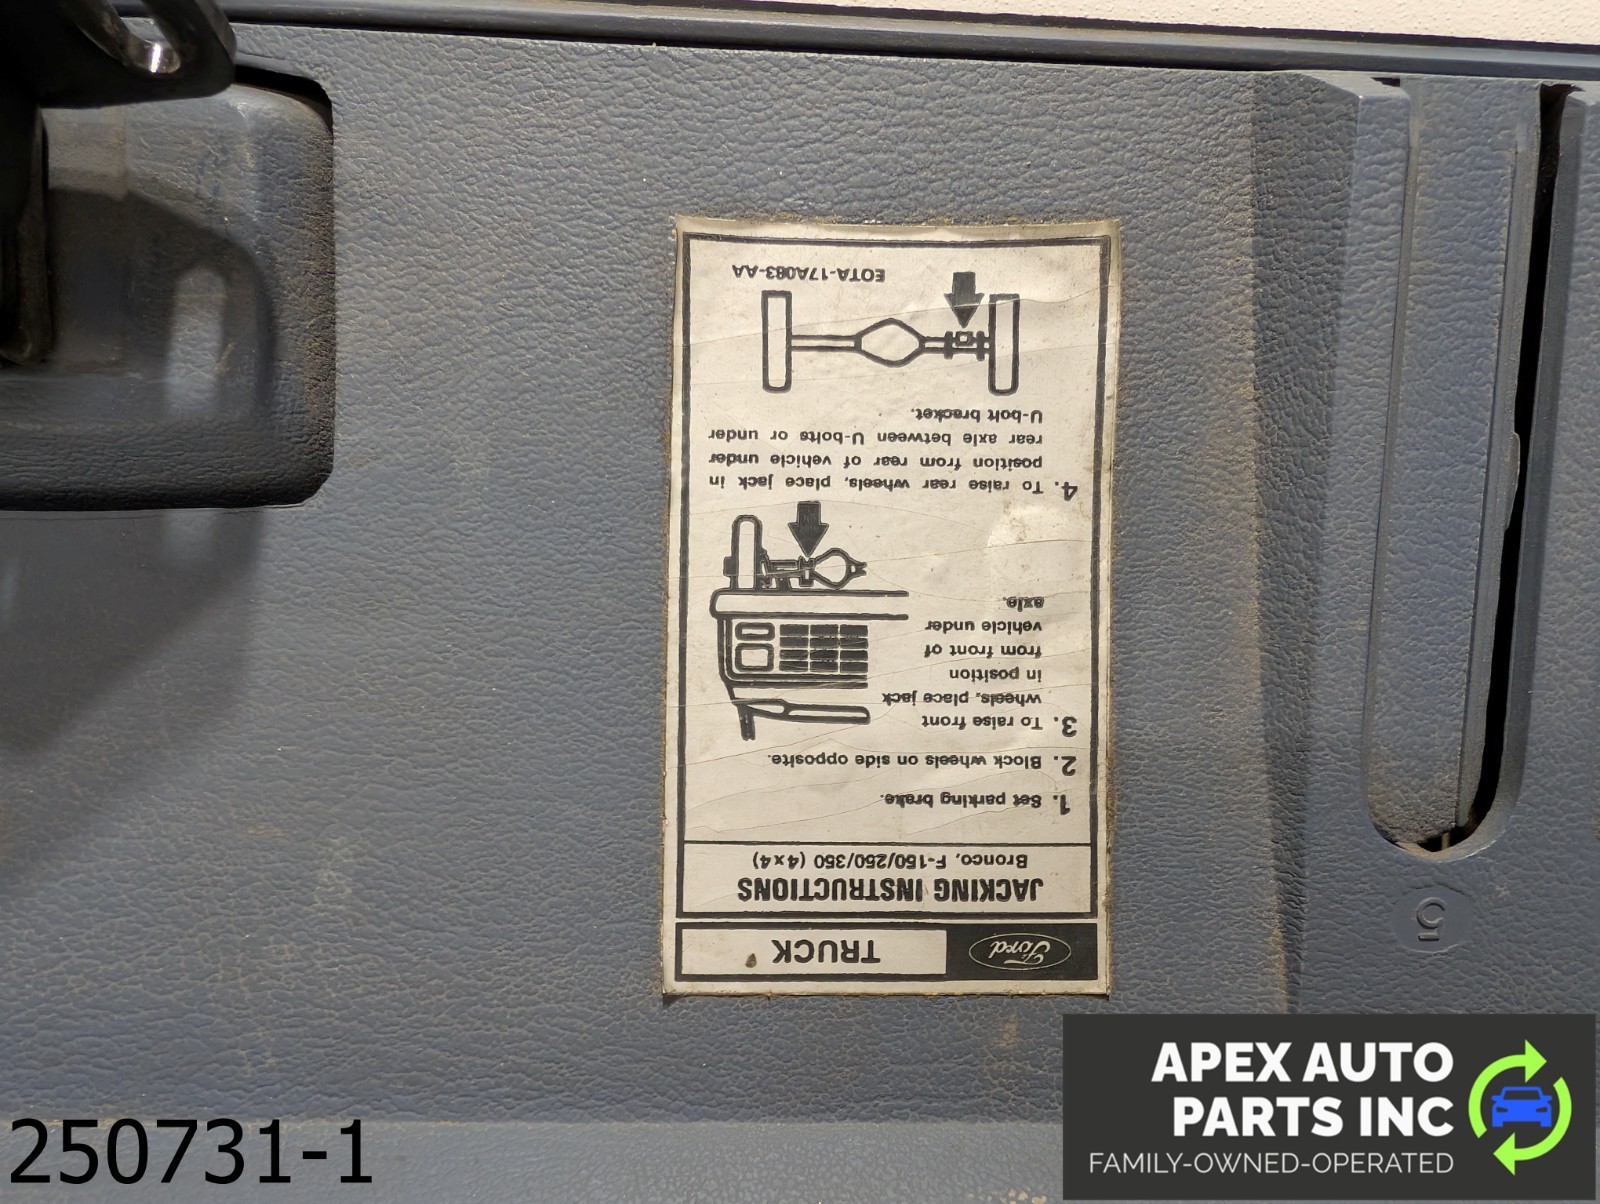 Ford TRUCK
JACKING INSTRUCTIONS
Bronco, F-150/250/350 (4x4)
1. Set parking brake.
2. Block wheels on side opposite.
3. To raise front
wheels, place jack
in position
from front of
vehicle under
axle.
4. To raise rear wheels, place jack in
position from rear of vehicle under
rear axle between U-bolts or under
U-bolt bracket.
EOTA-17A083-AA
5
250731-1
APEX AUTO
PARTS INC
FAMILY-OWNED-OPERATED